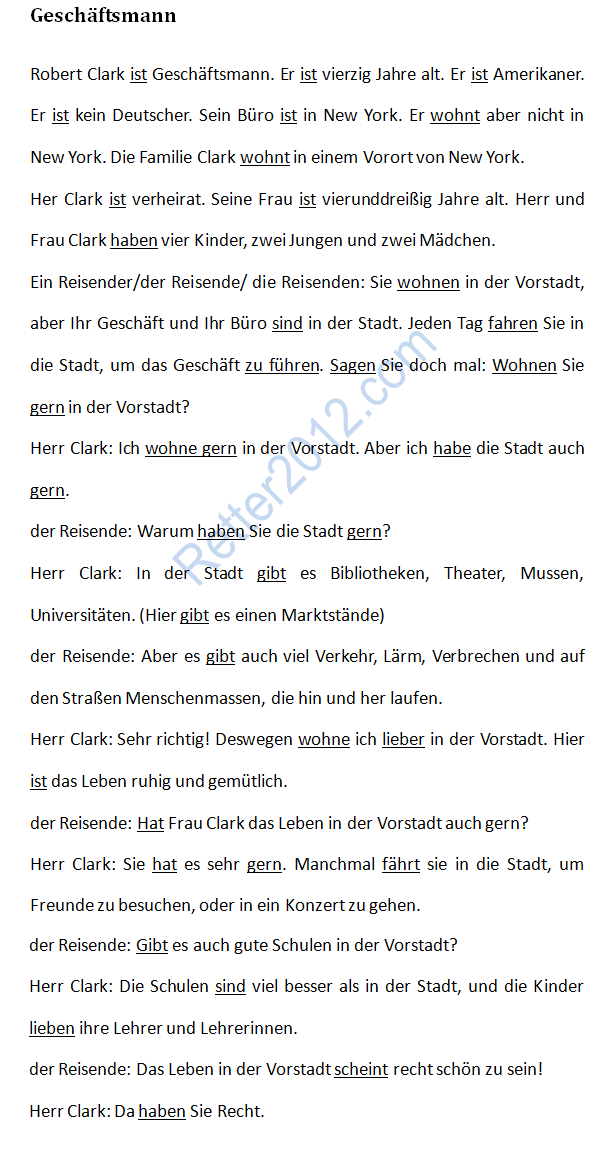 Geschäftsmann
Robert Clark ist Geschäftsmann. Er ist vierzig Jahre alt. Er ist Amerikaner.
Er ist kein Deutscher. Sein Büro ist in New York. Er wohnt aber nicht in
New York. Die Familie Clark wohnt in einem Vorort von New York.
Her Clark ist verheirat. Seine Frau ist vierunddreißig Jahre alt. Herr und
Frau Clark haben vier Kinder, zwei Jungen und zwei Mädchen.
Ein Reisender/der Reisende/ die Reisenden: Sie wohnen in der Vorstadt,
aber Ihr Geschäft und Ihr Büro sind in der Stadt. Jeden Tag fahren Sie in
die Stadt, um das Geschäft zu führen. Sagen Sie doch mal: Wohnen Sie
gern in der Vorstadt?
Herr Clark: Ich wohne gern in der Vorstadt. Aber ich habe die Stadt auch
gern.
der Reisende: Warum haben Sie die Stadt gern?
Herr Clark: In der Stadt gibt es Bibliotheken, Theater, Mussen,
Universitäten. (Hier gibt es einen Marktstände)
der Reisende: Aber es gibt auch viel Verkehr, Lärm, Verbrechen und auf
den Straßen Menschenmassen, die hin und her laufen.
Herr Clark: Sehr richtig! Deswegen wohne ich lieber in der Vorstadt. Hier
ist das Leben ruhig und gemütlich.
der Reisende: Hat Frau Clark das Leben in der Vorstadt auch gern?
Herr Clark: Sie hat es sehr gern. Manchmal fährt sie in die Stadt, um
Freunde zu besuchen, oder in ein Konzert zu gehen.
der Reisende: Gibt es auch gute Schulen in der Vorstadt?
Herr Clark: Die Schulen sind viel besser als in der Stadt, und die Kinder
lieben ihre Lehrer und Lehrerinnen.
der Reisende: Das Leben in der Vorstadt scheint recht schön zu sein!
Herr Clark: Da haben Sie Recht.
Retter2012.com